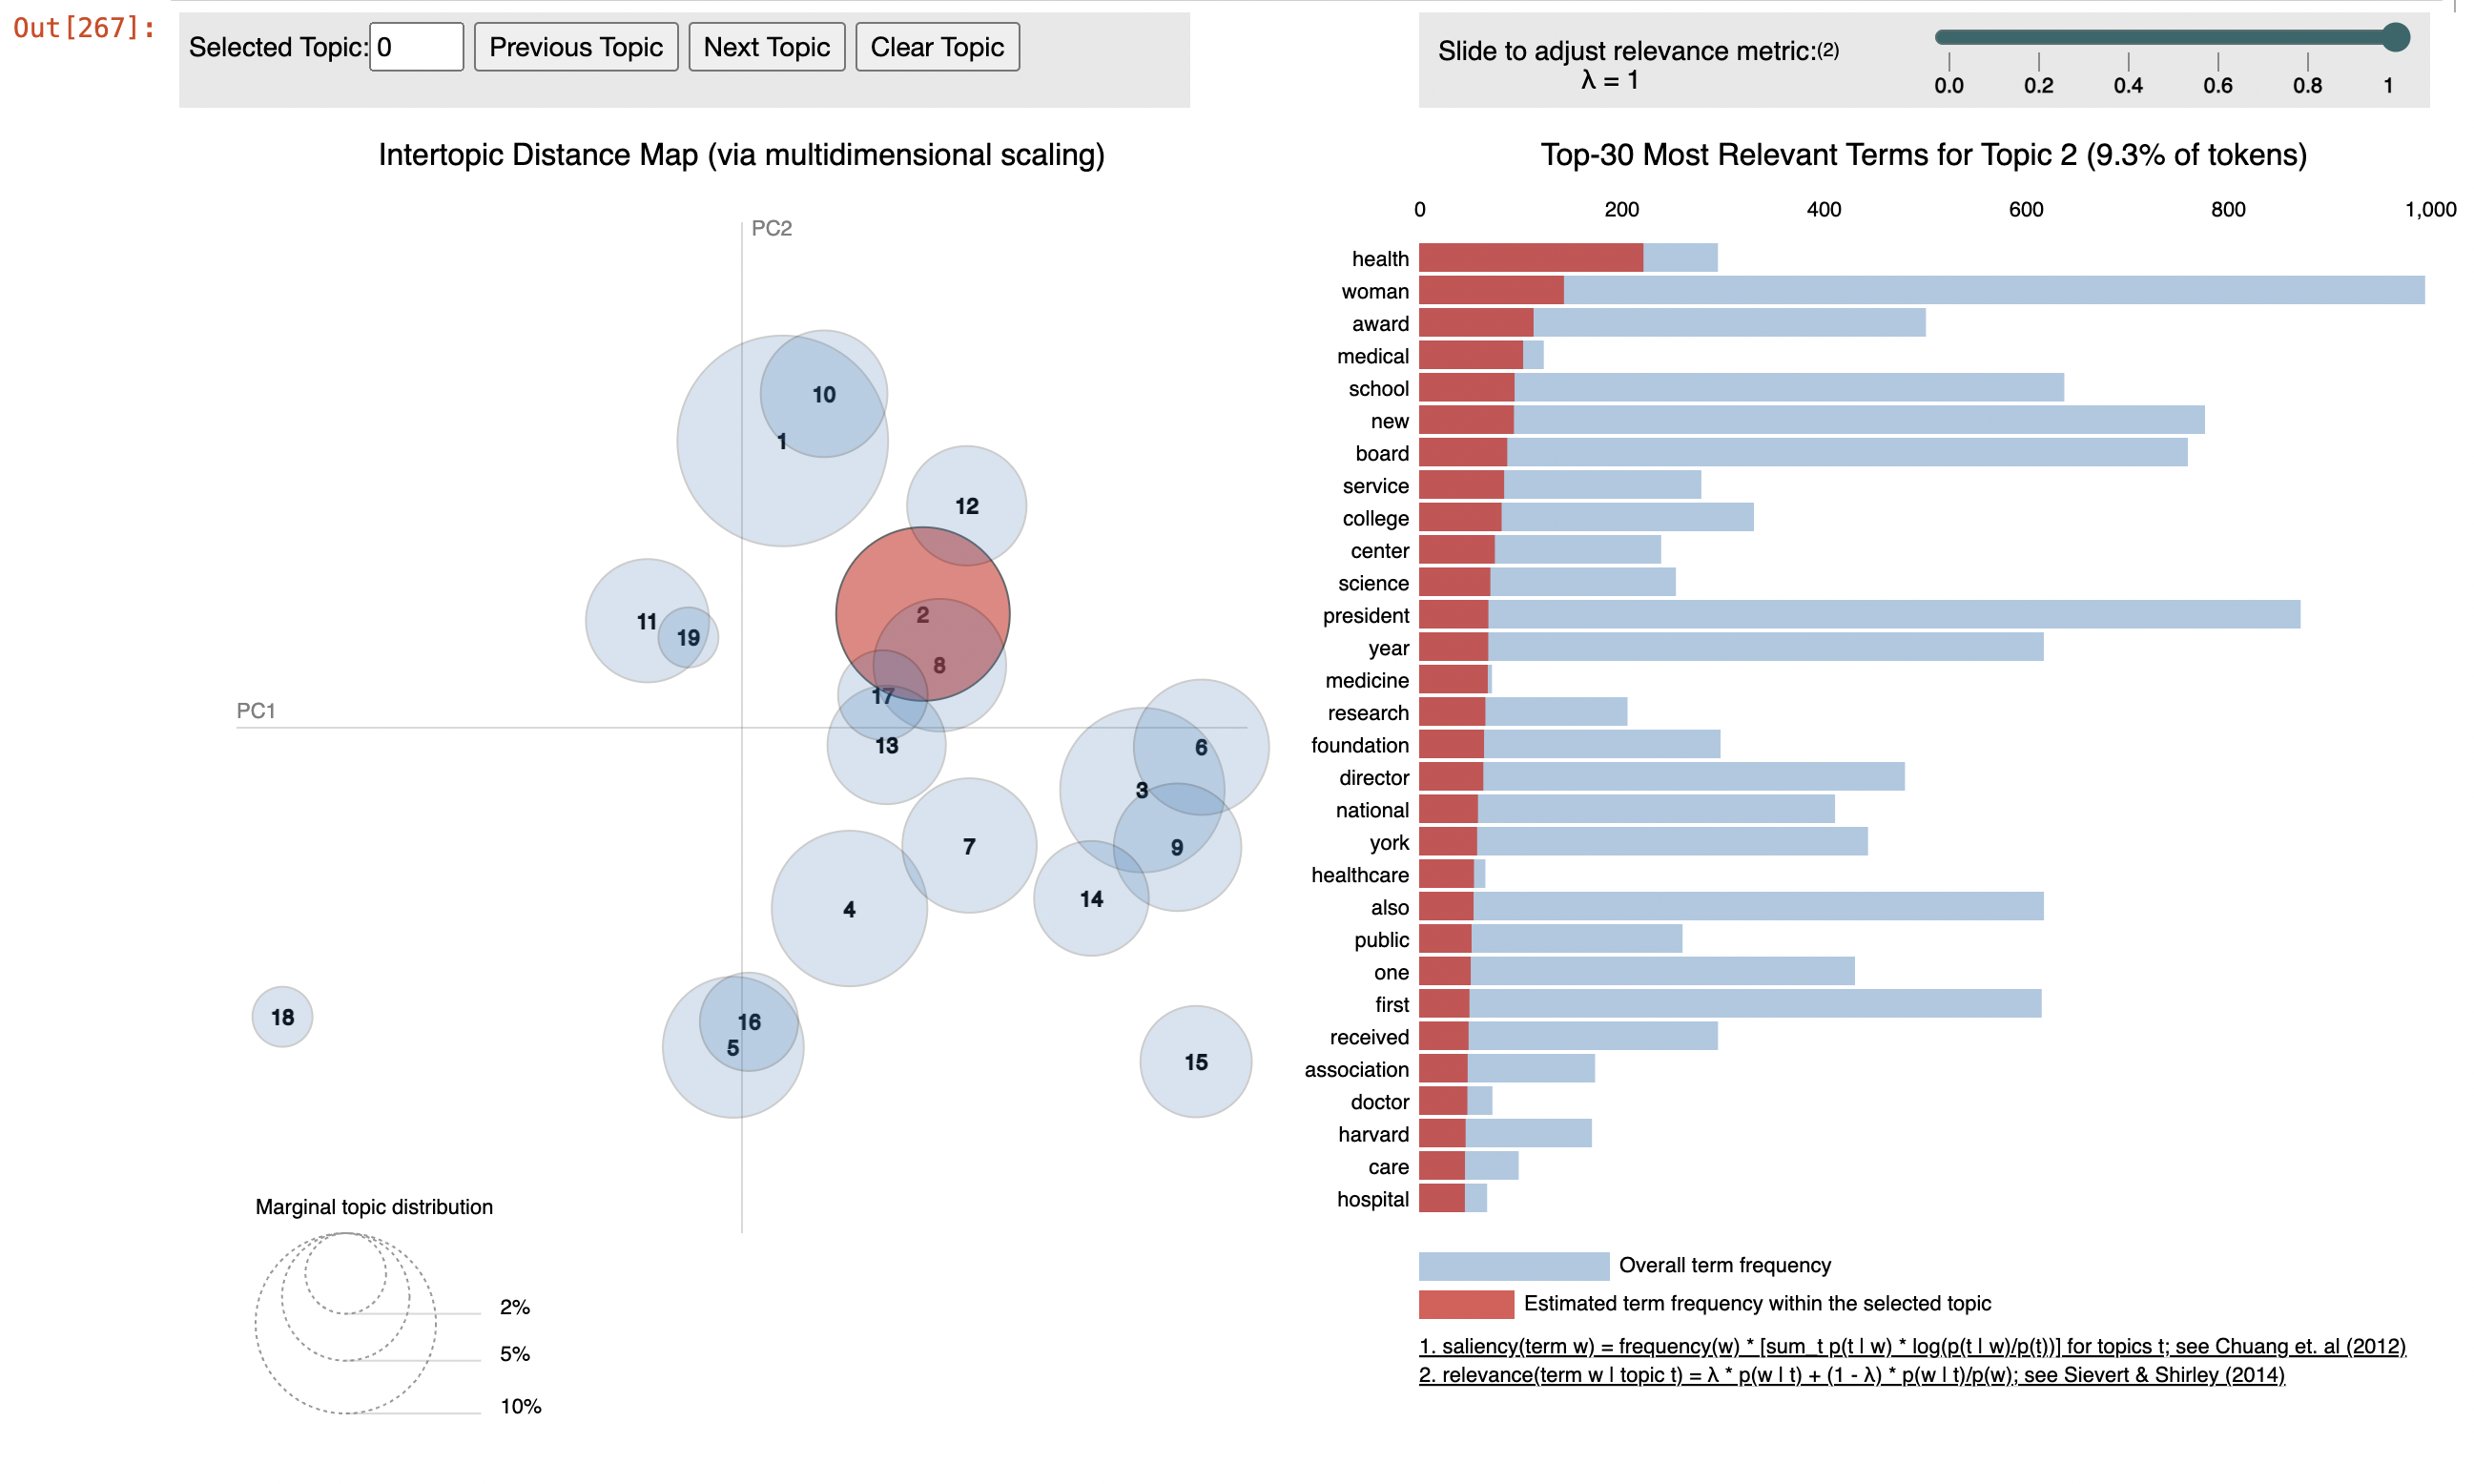 Out[267]:
Selected Topic: 0 Previous Topic Next Topic Clear Topic
Slide to adjust relevance metric:(2)
λ = 1
0.0 0.2 0.4 0.6 0.8 1
Intertopic Distance Map (via multidimensional scaling)
PC2
PC1
10
1
12
11
19
2
8
17
13
6
3
7
9
14
4
18
16
5
15
Marginal topic distribution
2%
5%
10%
Top-30 Most Relevant Terms for Topic 2 (9.3% of tokens)
0 200 400 600 800 1,000
health
woman
award
medical
school
new
board
service
college
center
science
president
year
medicine
research
foundation
director
national
york
healthcare
also
public
one
first
received
association
doctor
harvard
care
hospital
Overall term frequency
Estimated term frequency within the selected topic
1. saliency(term w) = frequency(w) * [sum_t p(t | w) * log(p(t | w)/p(t))] for topics t; see Chuang et. al (2012)
2. relevance(term w | topic t) = λ * p(w | t) + (1 - λ) * p(w | t)/p(w); see Sievert & Shirley (2014)